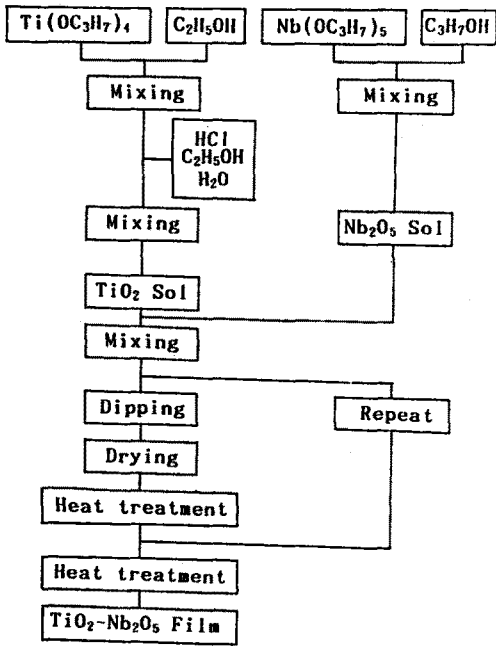 Ti(OC₃H₇)₄ C₂H₅OH Nb(OC₃H₇)₅ C₃H₇OH
Mixing Mixing
HCl
C₂H₅OH
H₂O
Mixing Nb₂O₅ Sol
TiO₂ Sol
Mixing
Dipping Repeat
Drying
Heat treatment
Heat treatment
TiO₂-Nb₂O₅ Film